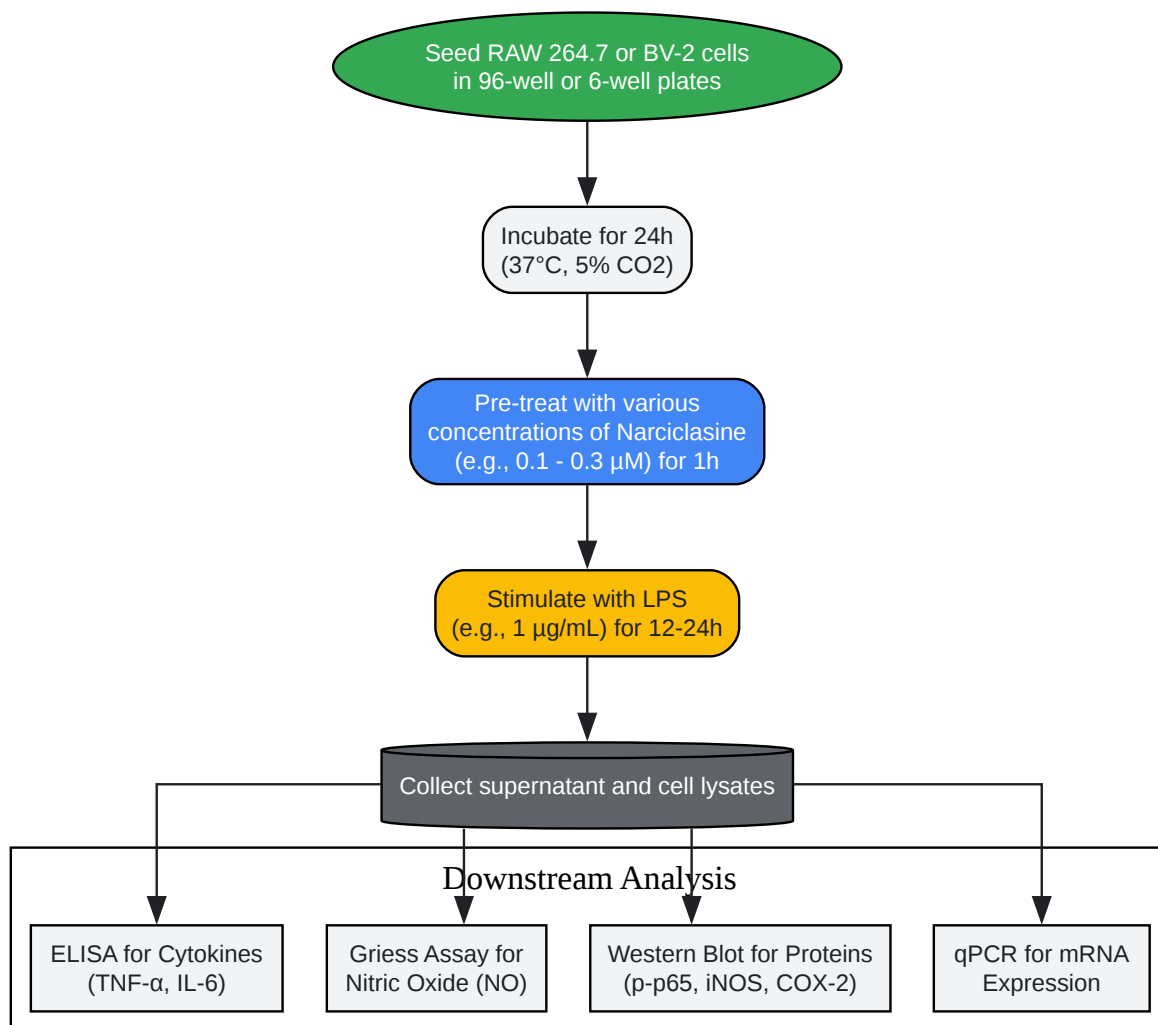 Seed RAW 264.7 or BV-2 cells
in 96-well or 6-well plates
Incubate for 24h
(37°C, 5% CO2)
Pre-treat with various
concentrations of Narciclasine
(e.g., 0.1 - 0.3 µM) for 1h
Stimulate with LPS
(e.g., 1 µg/mL) for 12-24h
Collect supernatant and cell lysates
Downstream Analysis
ELISA for Cytokines
(TNF-α, IL-6)
Griess Assay for
Nitric Oxide (NO)
Western Blot for Proteins
(p-p65, iNOS, COX-2)
qPCR for mRNA
Expression